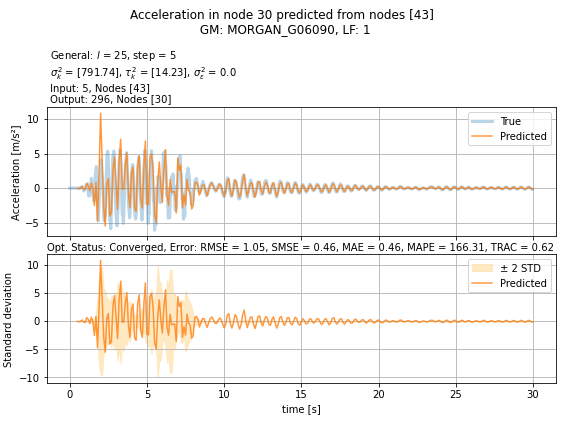 Acceleration in node 30 predicted from nodes [43]
GM: MORGAN_G06090, LF: 1
General: l = 25, step = 5
σ²ₖ = [791.74], τ²ₖ = [14.23], σ²ε = 0.0
Input: 5, Nodes [43]
Output: 296, Nodes [30]
Acceleration [m/s²]
10
5
0
−5
True
Predicted
Opt. Status: Converged, Error: RMSE = 1.05, SMSE = 0.46, MAE = 0.46, MAPE = 166.31, TRAC = 0.62
Standard deviation
10
5
0
−5
−10
± 2 STD
Predicted
0 5 10 15 20 25 30
time [s]